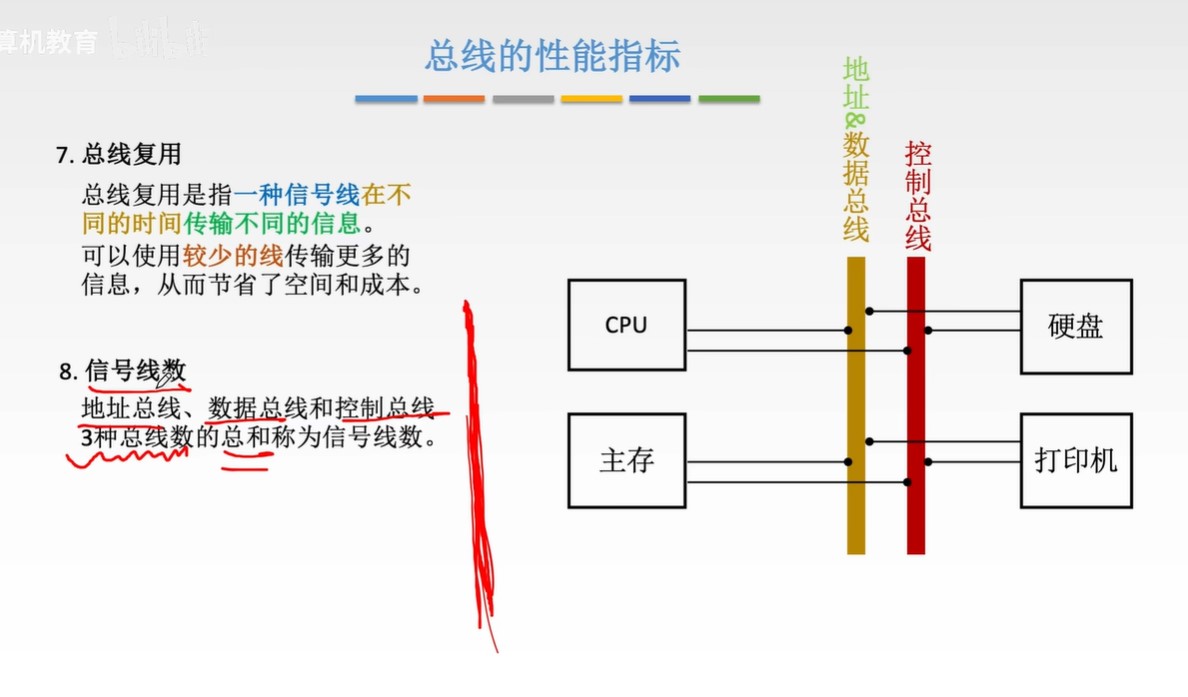 算机教育
总线的性能指标
7. 总线复用
总线复用是指一种信号线在不
同的时间传输不同的信息。
可以使用较少的线传输更多的
信息，从而节省了空间和成本。
8. 信号线数
地址总线、数据总线和控制总线
3种总线数的总和称为信号线数。
地址&数据总线
控制总线
CPU
硬盘
主存
打印机